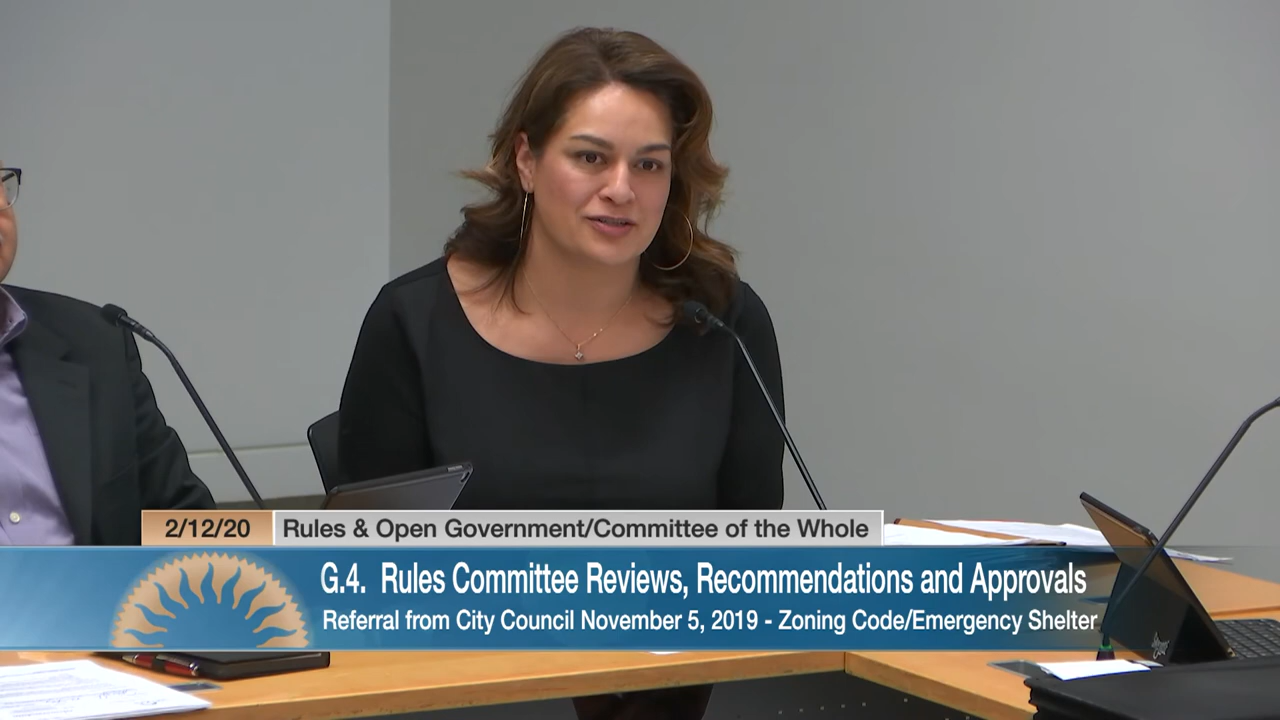 2/12/20
Rules & Open Government/Committee of the Whole
G.4. Rules Committee Reviews, Recommendations and Approvals
Referral from City Council November 5, 2019 - Zoning Code/Emergency Shelter